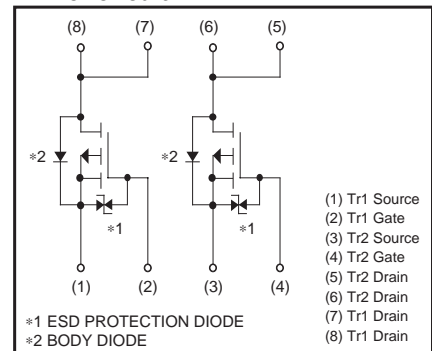 (8) (7) (6) (5)
∗2 ∗2
∗1 ∗1
(1) (2) (3) (4)
(1) Tr1 Source
(2) Tr1 Gate
(3) Tr2 Source
(4) Tr2 Gate
(5) Tr2 Drain
(6) Tr2 Drain
(7) Tr1 Drain
(8) Tr1 Drain
∗1 ESD PROTECTION DIODE
∗2 BODY DIODE